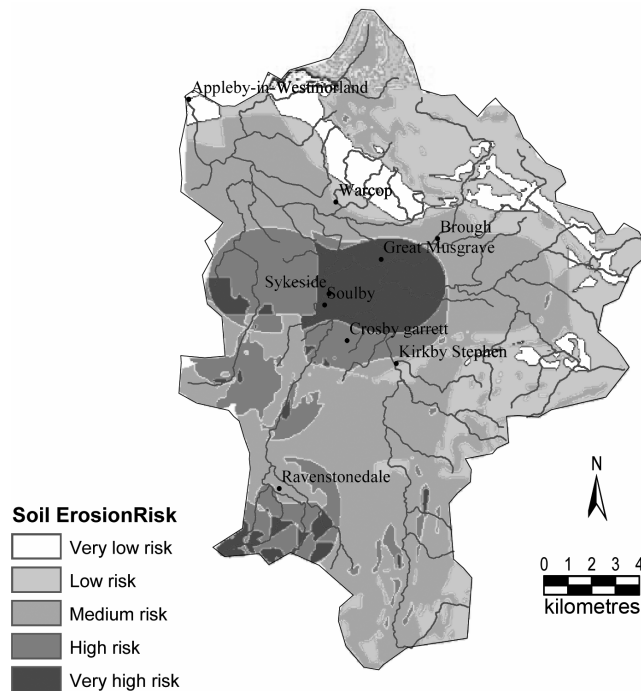 Appleby-in-Westmorland
Warcop
Brough
Great Musgrave
Sykeside
Soulby
Crosby garrett
Kirkby Stephen
Ravenstonedale
N
Soil ErosionRisk
Very low risk
Low risk
Medium risk
High risk
Very high risk
0 1 2 3 4
kilometres